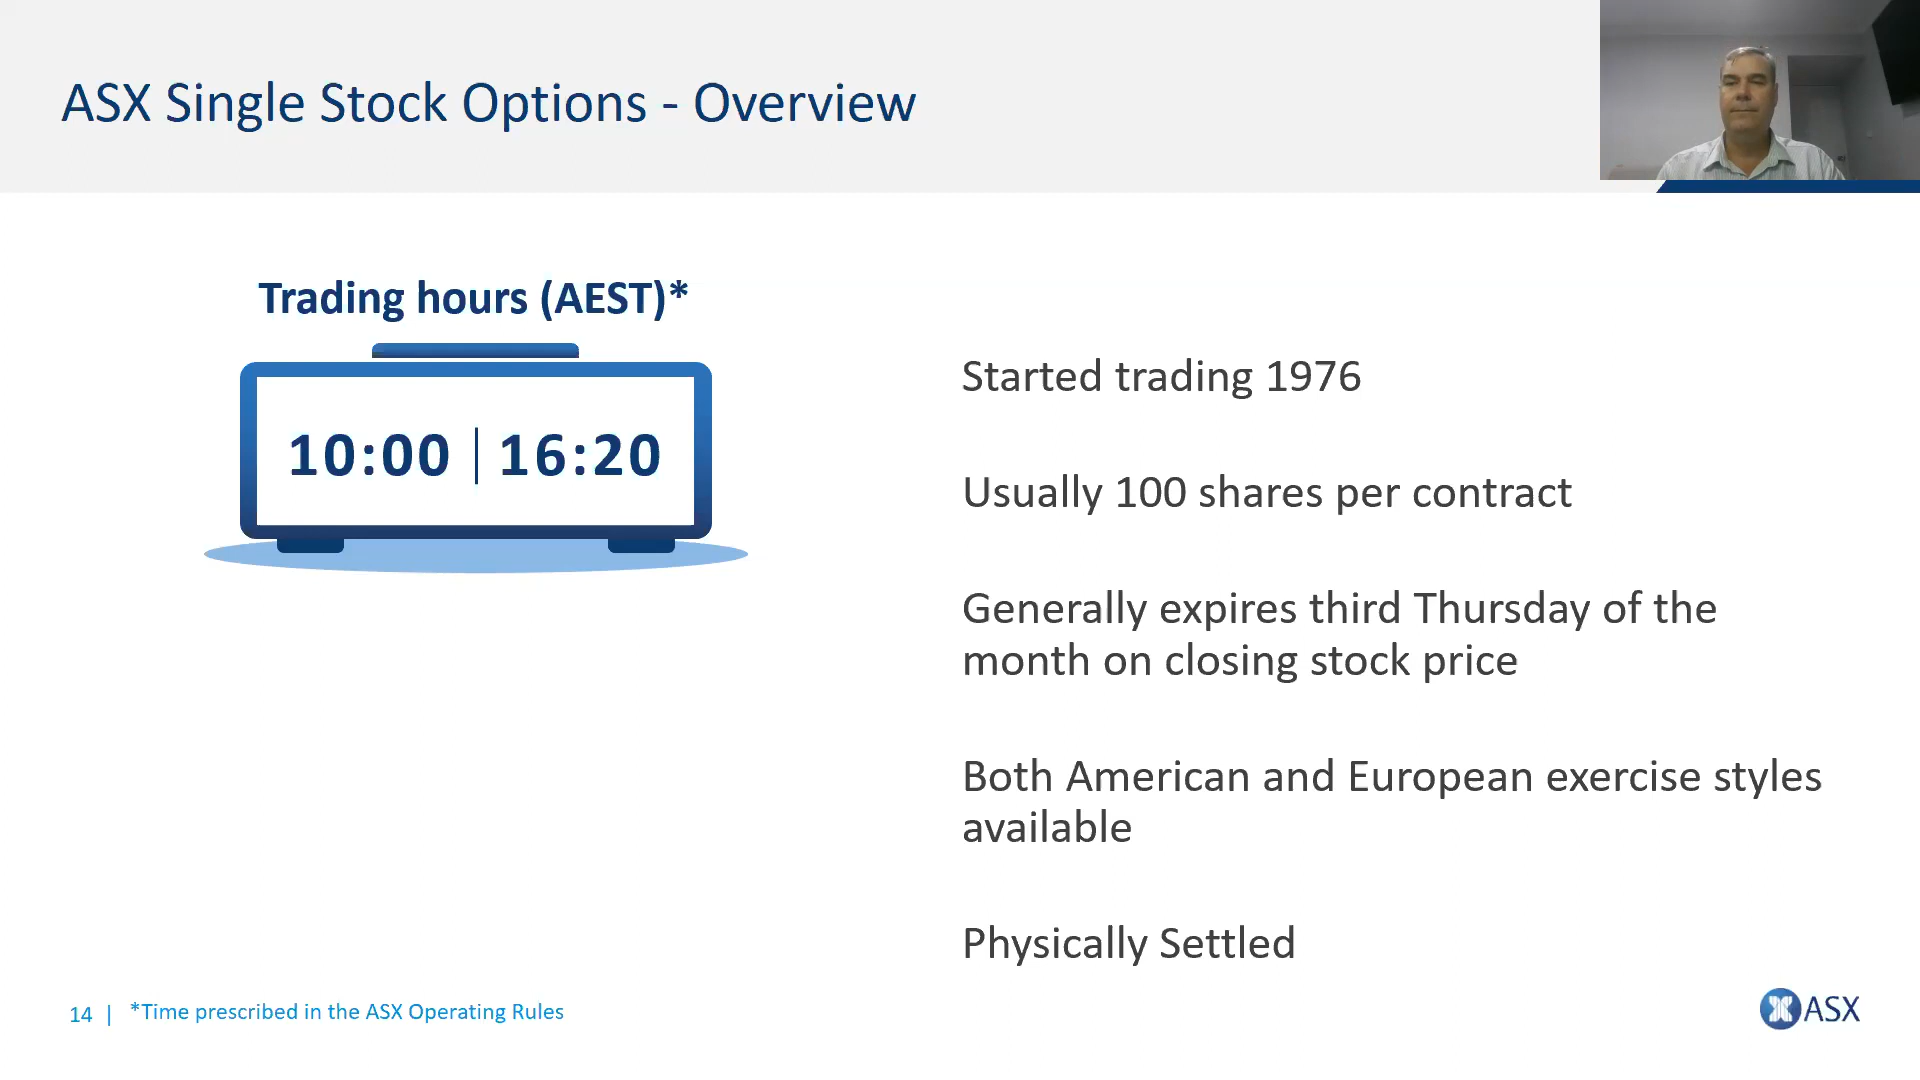 ASX Single Stock Options - Overview
Trading hours (AEST)*
10:00 | 16:20
Started trading 1976
Usually 100 shares per contract
Generally expires third Thursday of the
month on closing stock price
Both American and European exercise styles
available
Physically Settled
14 | *Time prescribed in the ASX Operating Rules
ASX